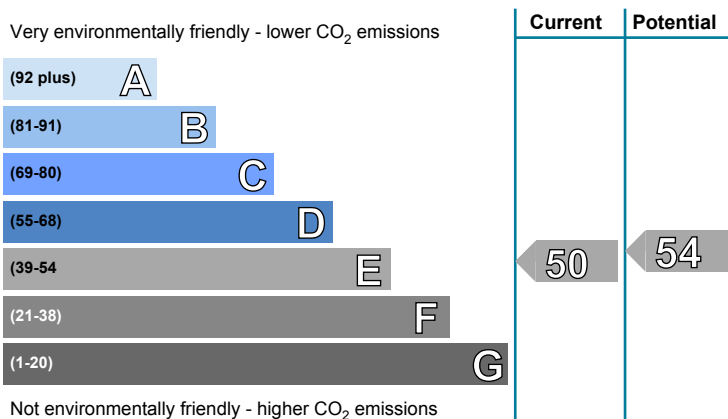 Current Potential
Very environmentally friendly - lower CO2 emissions
(92 plus) A
(81-91) B
(69-80) C
(55-68) D
(39-54 E
50 54
(21-38) F
(1-20) G
Not environmentally friendly - higher CO2 emissions